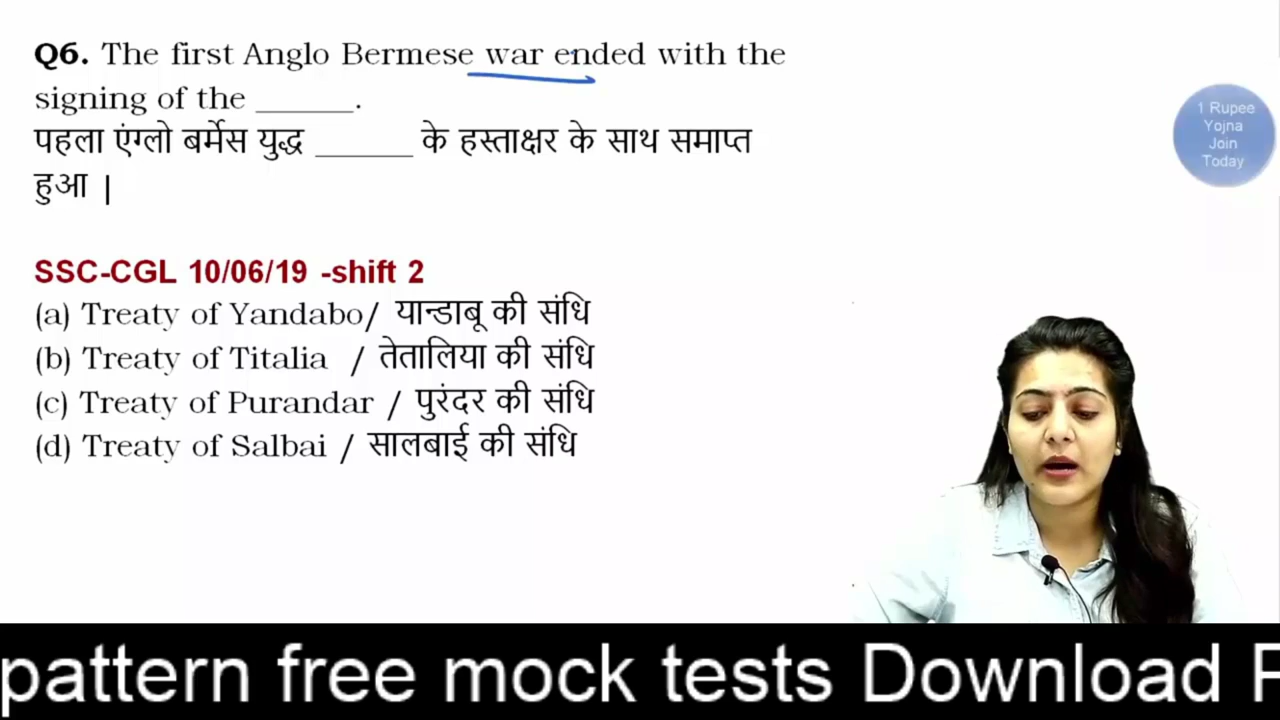 Q6. The first Anglo Bermese war ended with the
signing of the ______.
पहला एंग्लो बर्मेस युद्ध ______ के हस्ताक्षर के साथ समाप्त
हुआ |
SSC-CGL 10/06/19 -shift 2
(a) Treaty of Yandabo/ यान्डाबू की संधि
(b) Treaty of Titalia / तेतालिया की संधि
(c) Treaty of Purandar / पुरंदर की संधि
(d) Treaty of Salbai / सालबाई की संधि
1 Rupee
Yojna
Join
Today
pattern free mock tests Download